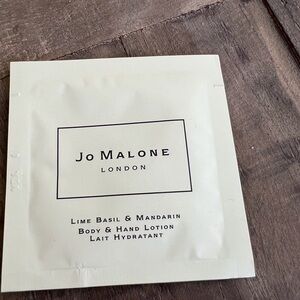 Jo Malone
LONDON
Lime Basil & Mandarin
Body & Hand Lotion
Lait Hydratant